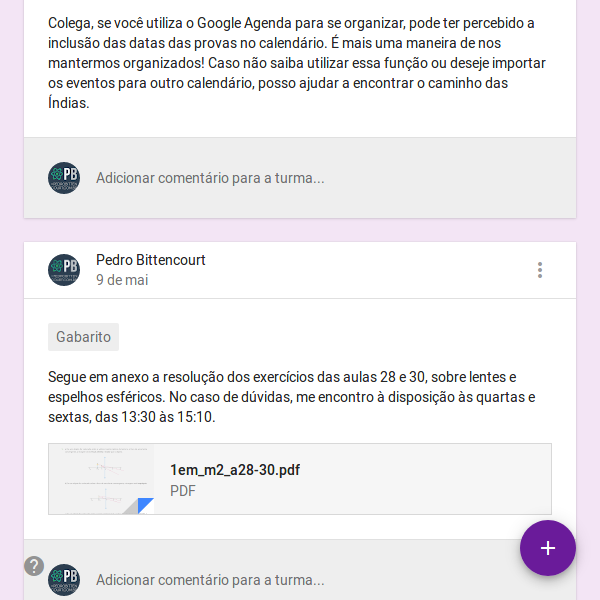 Colega, se você utiliza o Google Agenda para se organizar, pode ter percebido a
inclusão das datas das provas no calendário. É mais uma maneira de nos
mantermos organizados! Caso não saiba utilizar essa função ou deseje importar
os eventos para outro calendário, posso ajudar a encontrar o caminho das
Índias.
PB
Adicionar comentário para a turma...
PB
Pedro Bittencourt
9 de mai
Gabarito
Segue em anexo a resolução dos exercícios das aulas 28 e 30, sobre lentes e
espelhos esféricos. No caso de dúvidas, me encontro à disposição às quartas e
sextas, das 13:30 às 15:10.
1em_m2_a28-30.pdf
PDF
+
?
PB
Adicionar comentário para a turma...